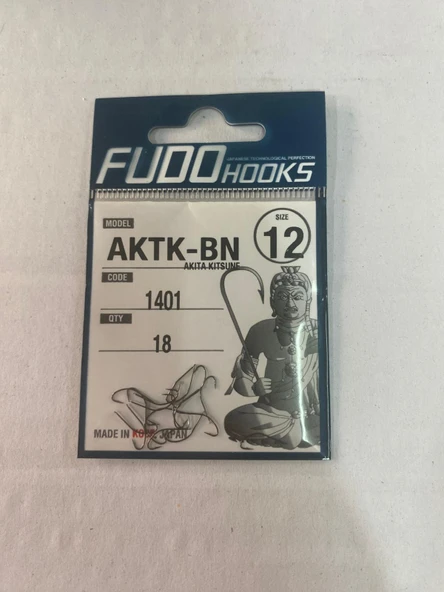 FUDO HOOKS
JAPANESE TECHNOLOGICAL PERFECTION
MODEL
SIZE
AKTK-BN
12
AKITA KITSUNE
CODE
1401
QTY
18
MADE IN KOBE, JAPAN